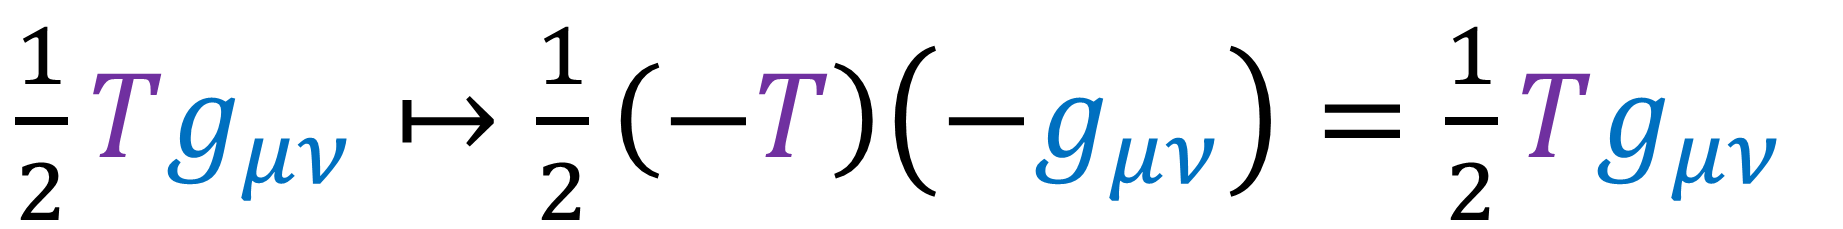 ½ T g_μν ↦ ½ (−T)(−g_μν) = ½ T g_μν